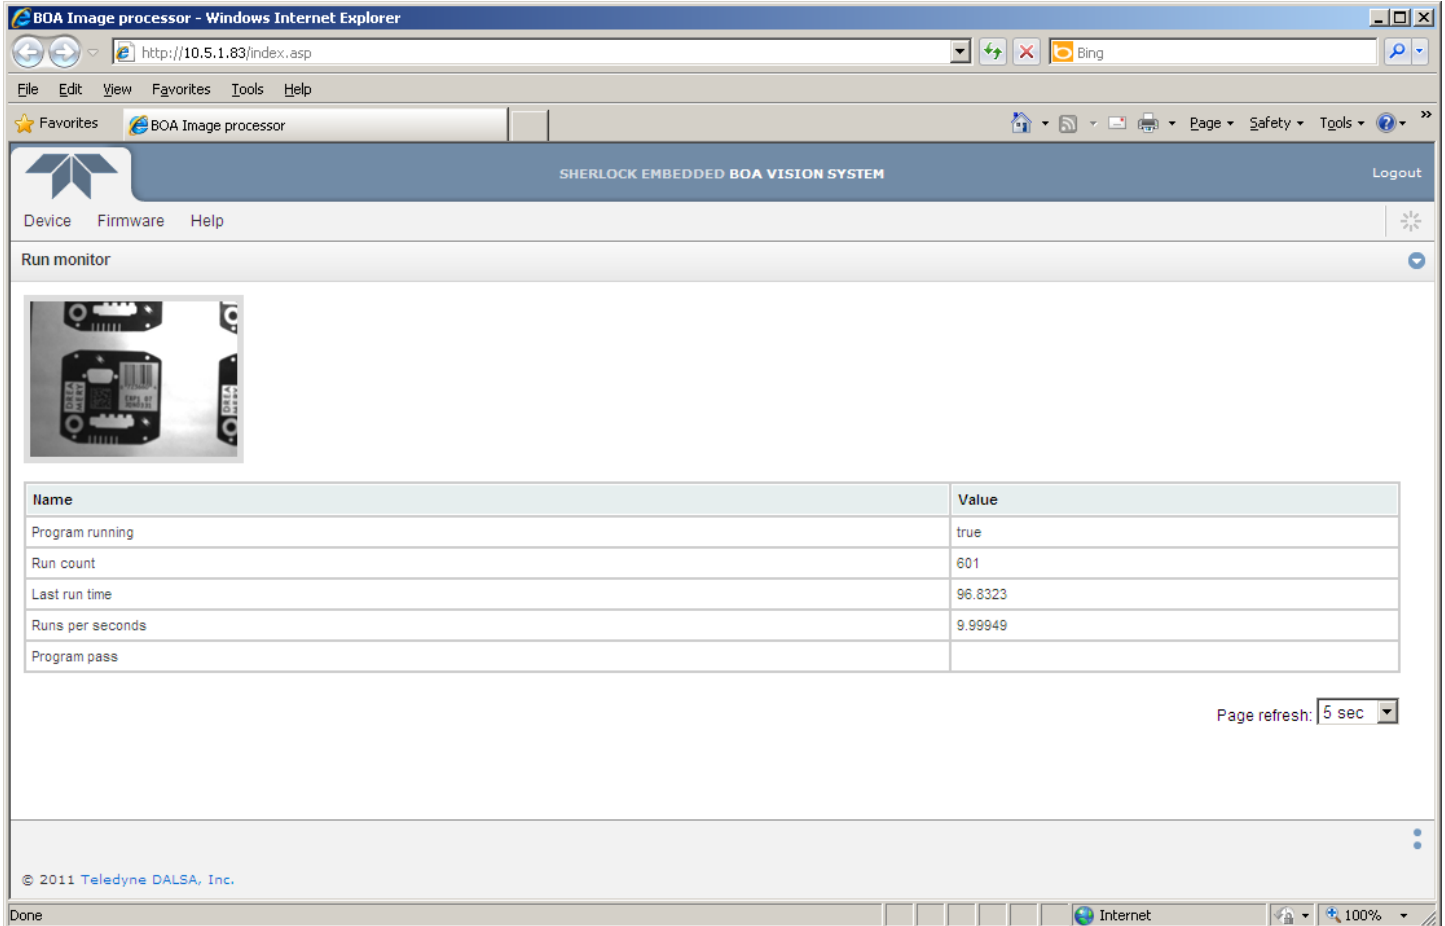 BOA Image processor - Windows Internet Explorer
http://10.5.1.83/index.asp
Bing
File Edit View Favorites Tools Help
Favorites BOA Image processor Page Safety Tools
SHERLOCK EMBEDDED BOA VISION SYSTEM Logout
Device Firmware Help
Run monitor
DREA
MERY
Name Value
Program running true
Run count 601
Last run time 96.8323
Runs per seconds 9.99949
Program pass
Page refresh: 5 sec
© 2011 Teledyne DALSA, Inc.
Done Internet 100%